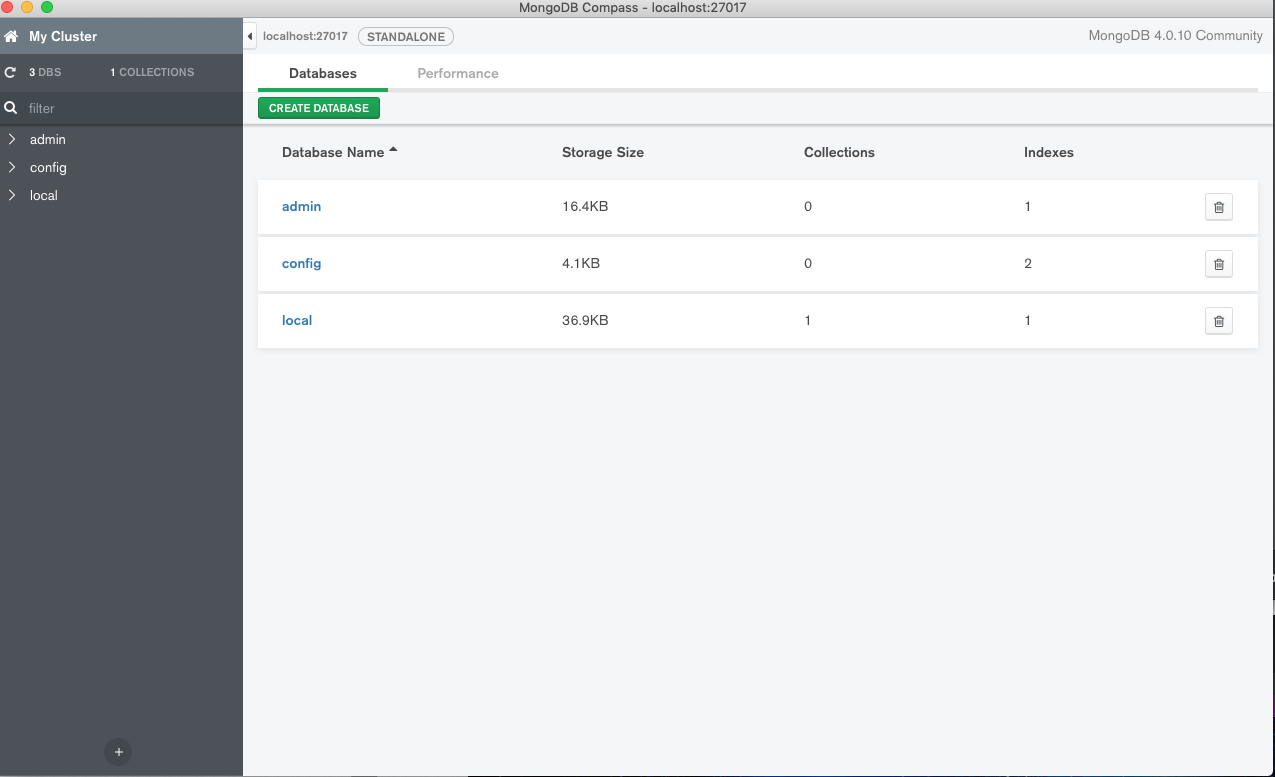 MongoDB Compass - localhost:27017
My Cluster
localhost:27017 STANDALONE
MongoDB 4.0.10 Community
3 DBS 1 COLLECTIONS
filter
admin
config
local
Databases Performance
CREATE DATABASE
Database Name Storage Size Collections Indexes
admin 16.4KB 0 1
config 4.1KB 0 2
local 36.9KB 1 1